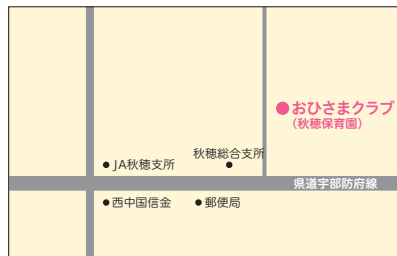 ●おひさまクラブ
(秋穂保育園)
秋穂総合支所
●JA秋穂支所
県道宇部防府線
●西中国信金
●郵便局